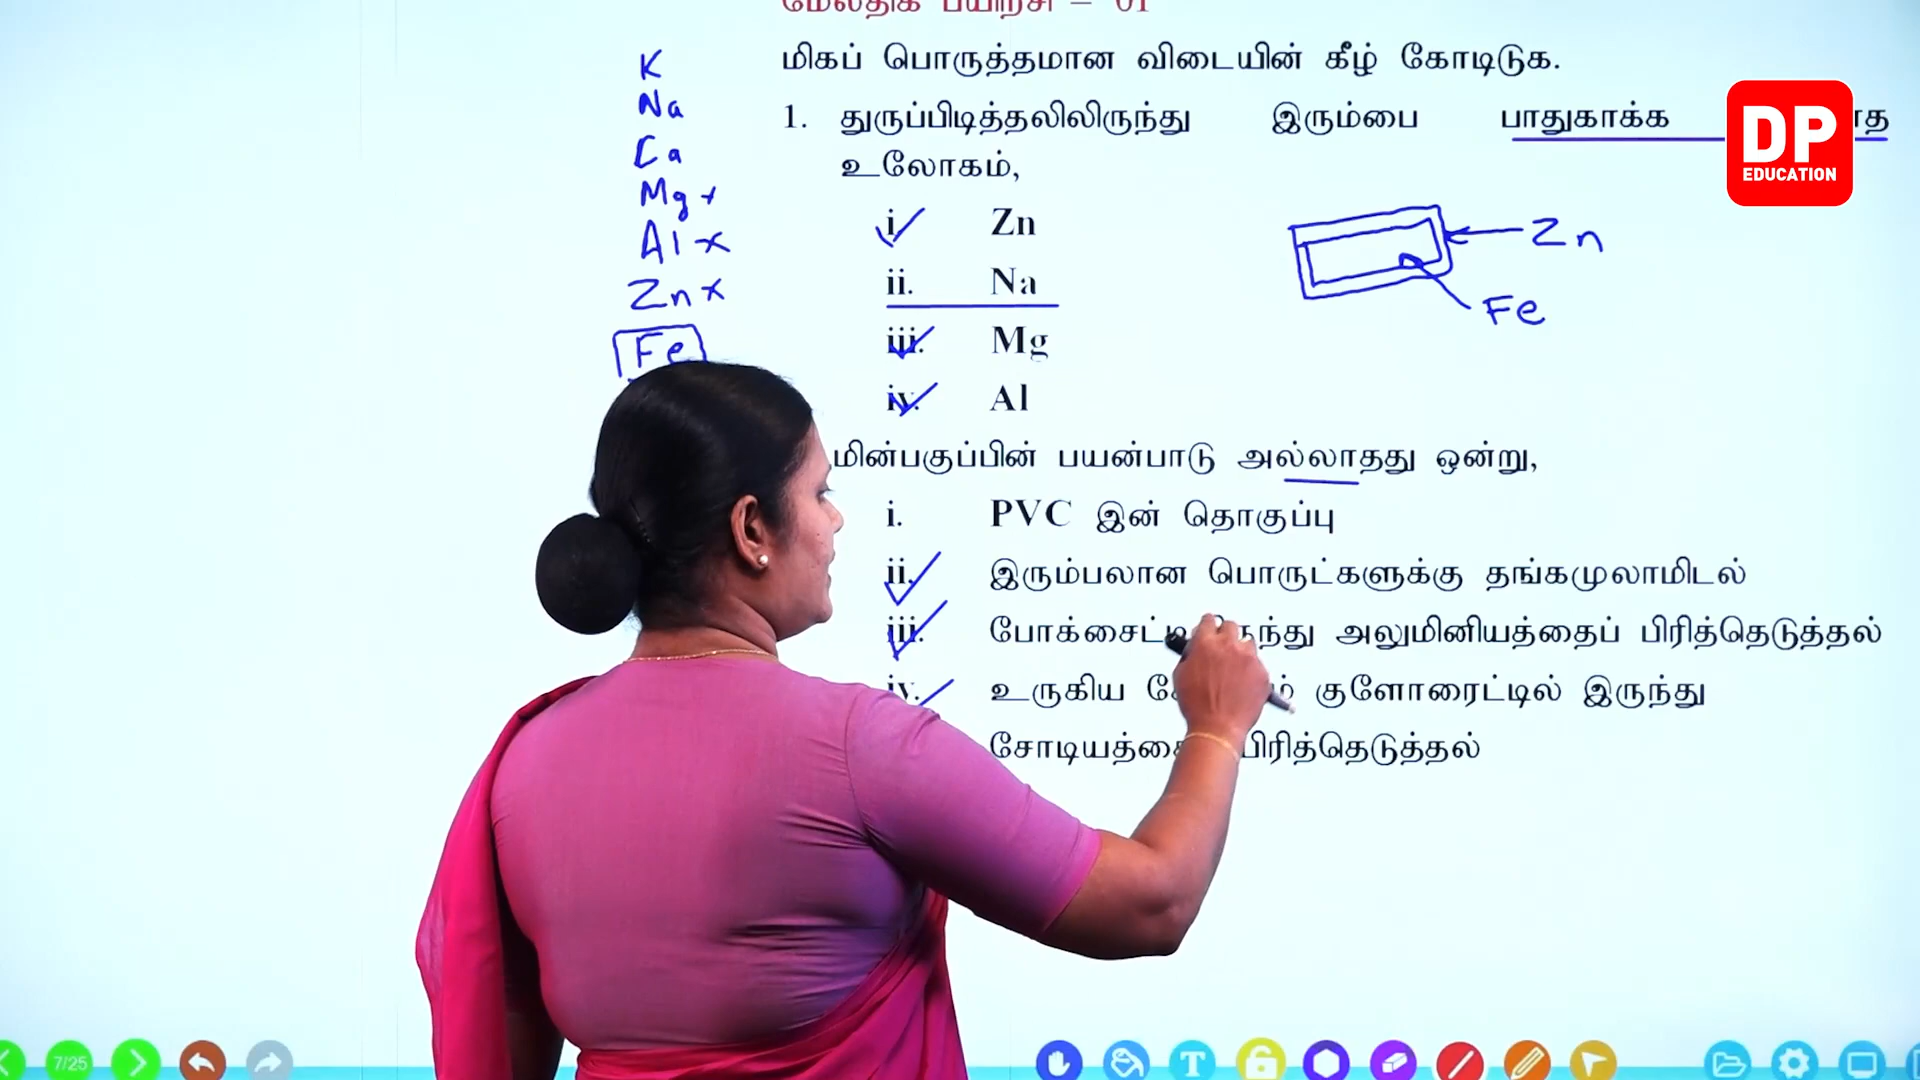 மேலதிக பயிற்சி – 01
மிகப் பொருத்தமான விடையின் கீழ் கோடிடுக.
1. துருப்பிடித்தலிலிருந்து இரும்பை பாதுகாக்க
உலோகம்,
i. Zn
ii. Na
iii. Mg
iv. Al
மின்பகுப்பின் பயன்பாடு அல்லாதது ஒன்று,
i. PVC இன் தொகுப்பு
ii. இரும்பலான பொருட்களுக்கு தங்கமுலாமிடல்
iii. அலுமினியத்தைப் பிரித்தெடுத்தல்
iv. உருகிய குளோரைட்டில் இருந்து
பிரித்தெடுத்தல்
K
Na
Ca
Mg x
Al x
Zn x
Fe
Zn
Fe
DP
EDUCATION
7/25
T